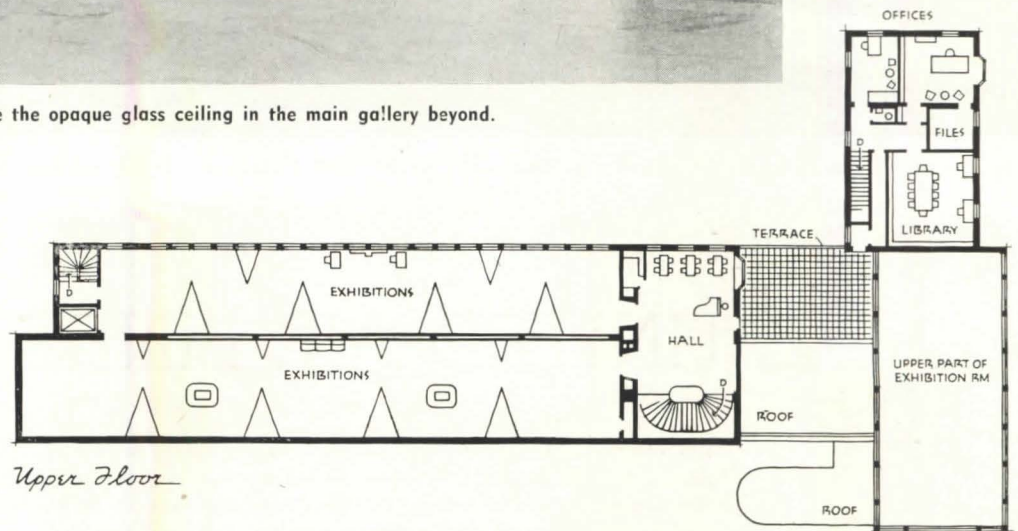 OFFICES
e the opaque glass ceiling in the main gallery beyond.
FILES
D
LIBRARY
TERRACE
D
EXHIBITIONS
HALL
EXHIBITIONS
UPPER PART OF
EXHIBITION RM
D
ROOF
Upper Floor
ROOF